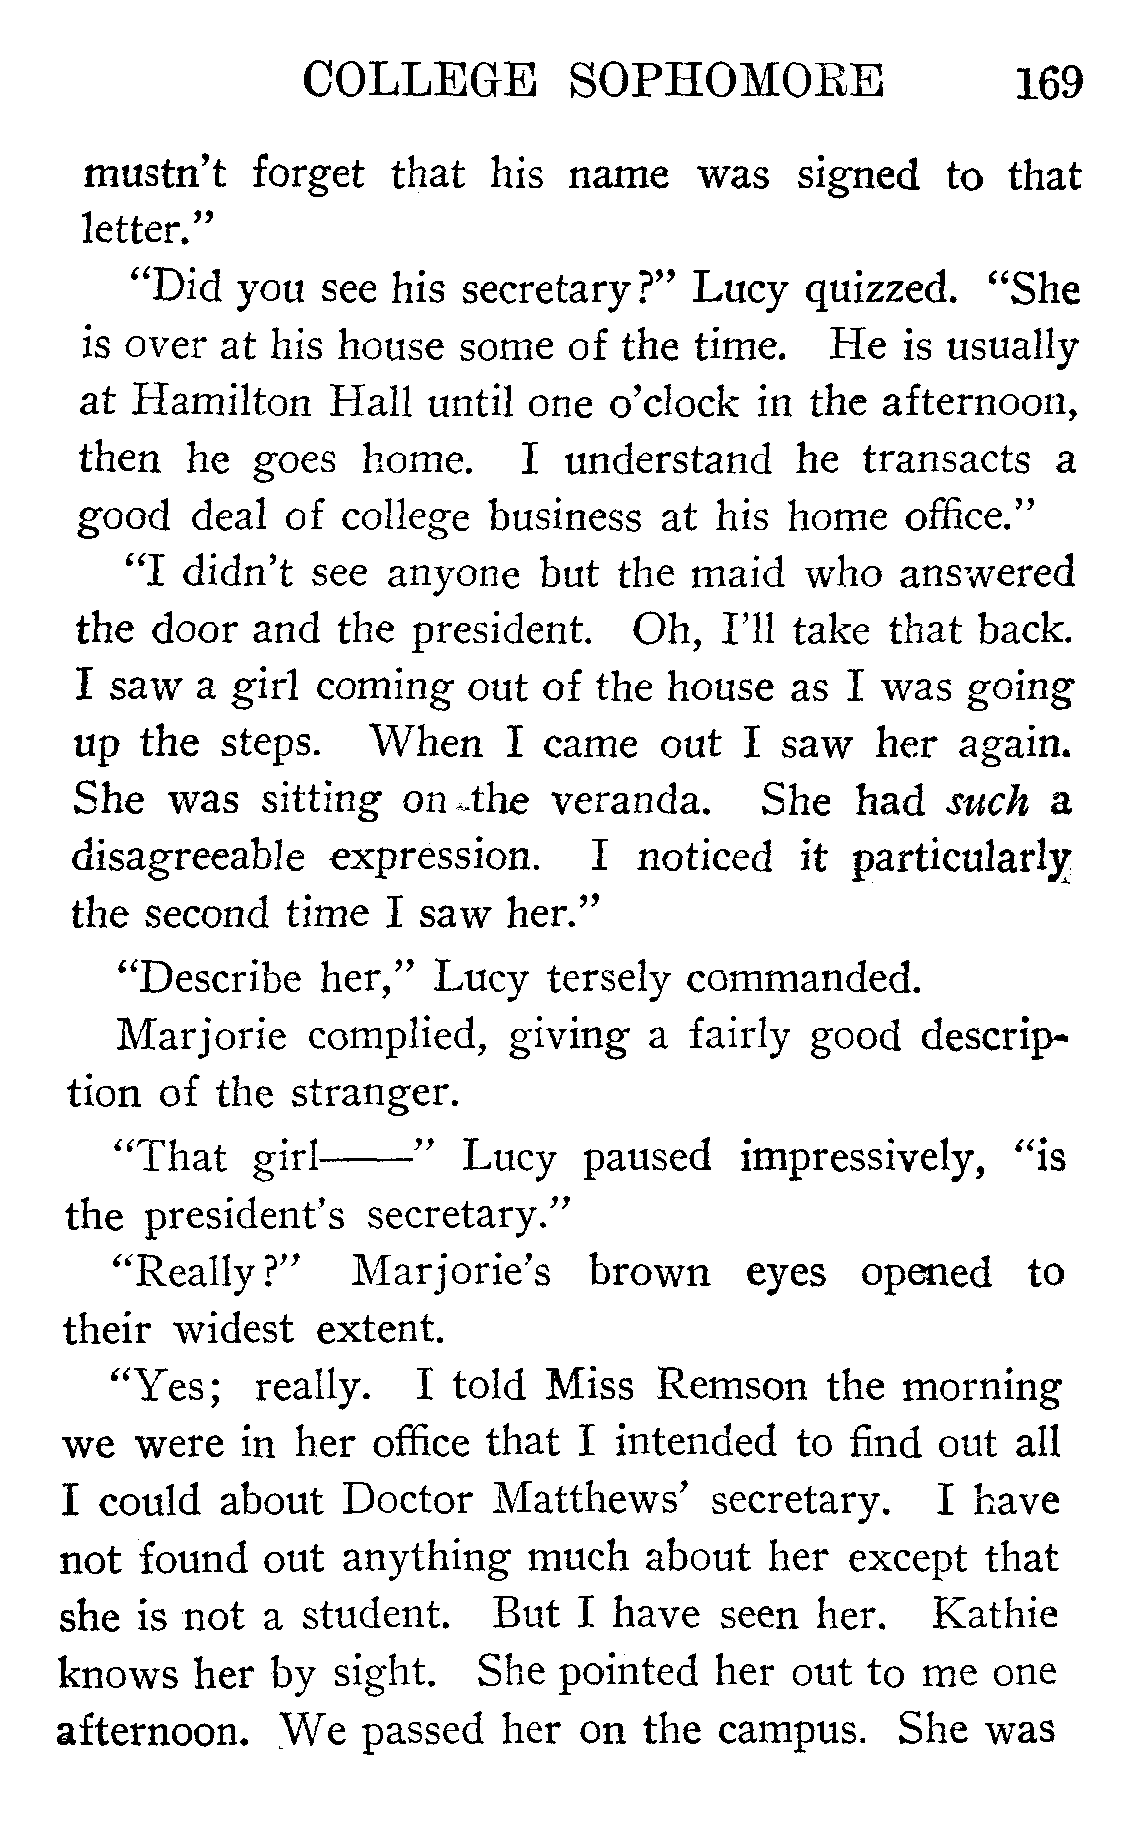 COLLEGE SOPHOMORE 169
mustn't forget that his name was signed to that
letter."
"Did you see his secretary?" Lucy quizzed. "She
is over at his house some of the time. He is usually
at Hamilton Hall until one o'clock in the afternoon,
then he goes home. I understand he transacts a
good deal of college business at his home office."
"I didn't see anyone but the maid who answered
the door and the president. Oh, I'll take that back.
I saw a girl coming out of the house as I was going
up the steps. When I came out I saw her again.
She was sitting on the veranda. She had such a
disagreeable expression. I noticed it particularly
the second time I saw her."
"Describe her," Lucy tersely commanded.
Marjorie complied, giving a fairly good descrip-
tion of the stranger.
"That girl——" Lucy paused impressively, "is
the president's secretary."
"Really?" Marjorie's brown eyes opened to
their widest extent.
"Yes; really. I told Miss Remson the morning
we were in her office that I intended to find out all
I could about Doctor Matthews' secretary. I have
not found out anything much about her except that
she is not a student. But I have seen her. Kathie
knows her by sight. She pointed her out to me one
afternoon. We passed her on the campus. She was